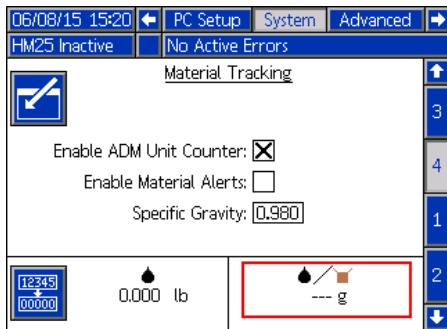 06/08/15 15:20 PC Setup System Advanced
HM25 Inactive No Active Errors
Material Tracking
3
Enable ADM Unit Counter:
4
Enable Material Alerts:
Specific Gravity: 0.980
1
12345
00000
0.000 lb
--- g
2